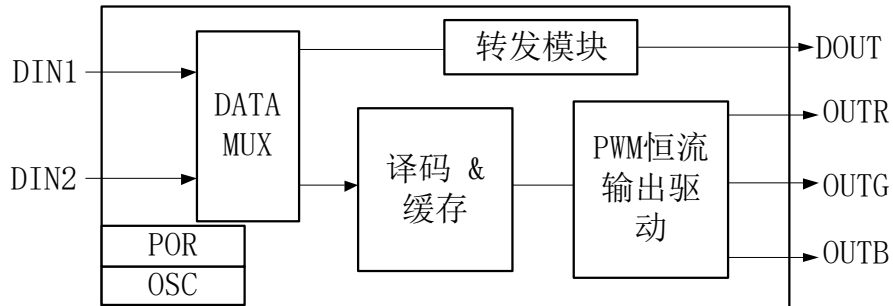 转发模块
DOUT
DIN1
DATA
MUX
OUTR
译码 &
缓存
PWM恒流
输出驱
动
DIN2
OUTG
POR
OUTB
OSC